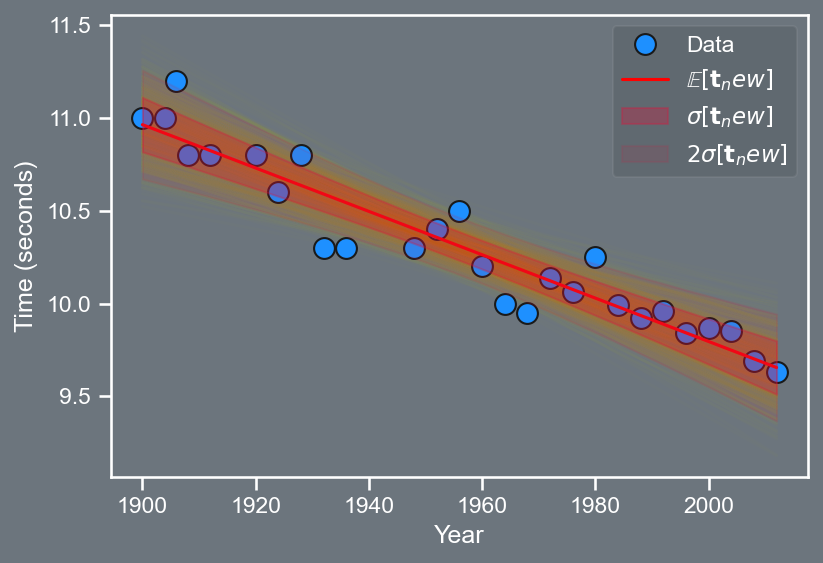 11.5
11.0
10.5
10.0
9.5
Time (seconds)
1900 1920 1940 1960 1980 2000
Year
Data
𝔼[𝐭ₙew]
σ[𝐭ₙew]
2σ[𝐭ₙew]